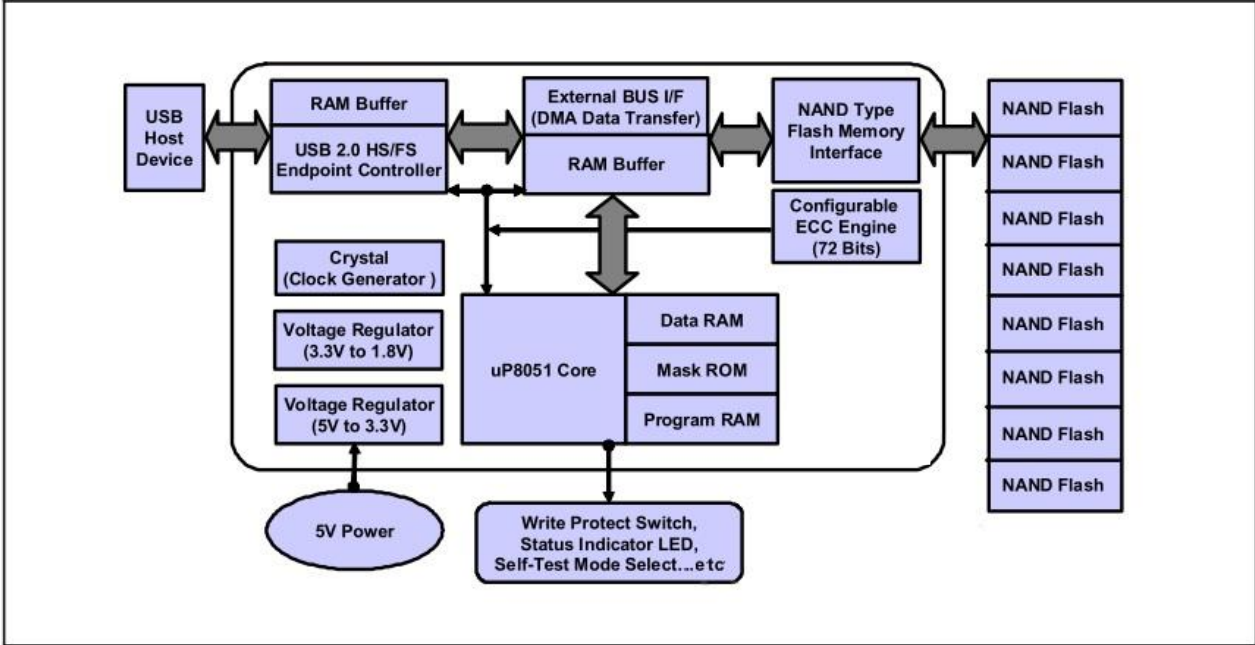 USB
Host
Device
RAM Buffer
USB 2.0 HS/FS
Endpoint Controller
External BUS I/F
(DMA Data Transfer)
RAM Buffer
NAND Type
Flash Memory
Interface
Configurable
ECC Engine
(72 Bits)
Crystal
(Clock Generator )
Voltage Regulator
(3.3V to 1.8V)
Voltage Regulator
(5V to 3.3V)
uP8051 Core
Data RAM
Mask ROM
Program RAM
5V Power
Write Protect Switch,
Status Indicator LED,
Self-Test Mode Select...etc
NAND Flash
NAND Flash
NAND Flash
NAND Flash
NAND Flash
NAND Flash
NAND Flash
NAND Flash